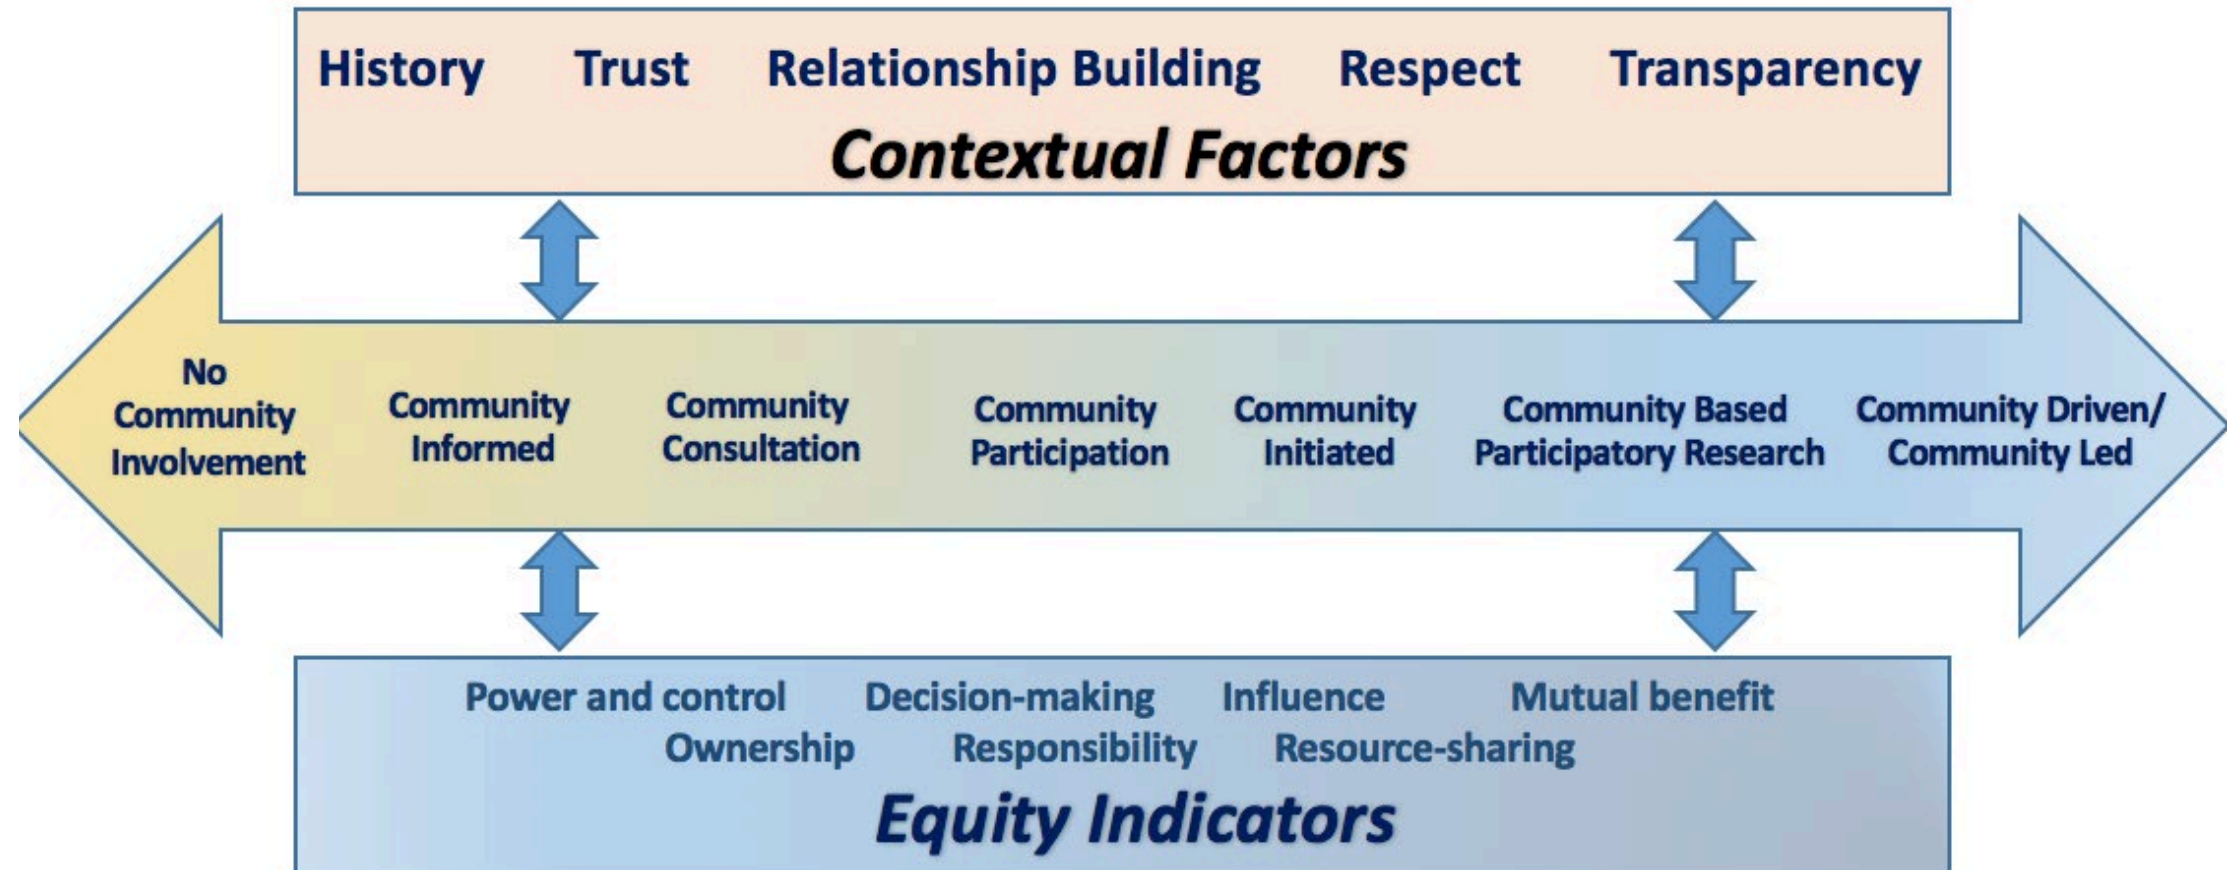 History Trust Relationship Building Respect Transparency
Contextual Factors
No
Community
Involvement
Community
Informed
Community
Consultation
Community
Participation
Community
Initiated
Community Based
Participatory Research
Community Driven/
Community Led
Power and control Decision-making Influence Mutual benefit
Ownership Responsibility Resource-sharing
Equity Indicators